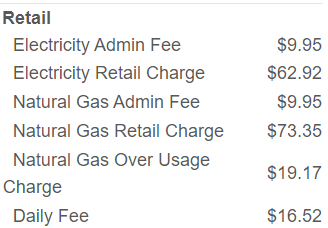 Retail
Electricity Admin Fee $9.95
Electricity Retail Charge $62.92
Natural Gas Admin Fee $9.95
Natural Gas Retail Charge $73.35
Natural Gas Over Usage
Charge $19.17
Daily Fee $16.52